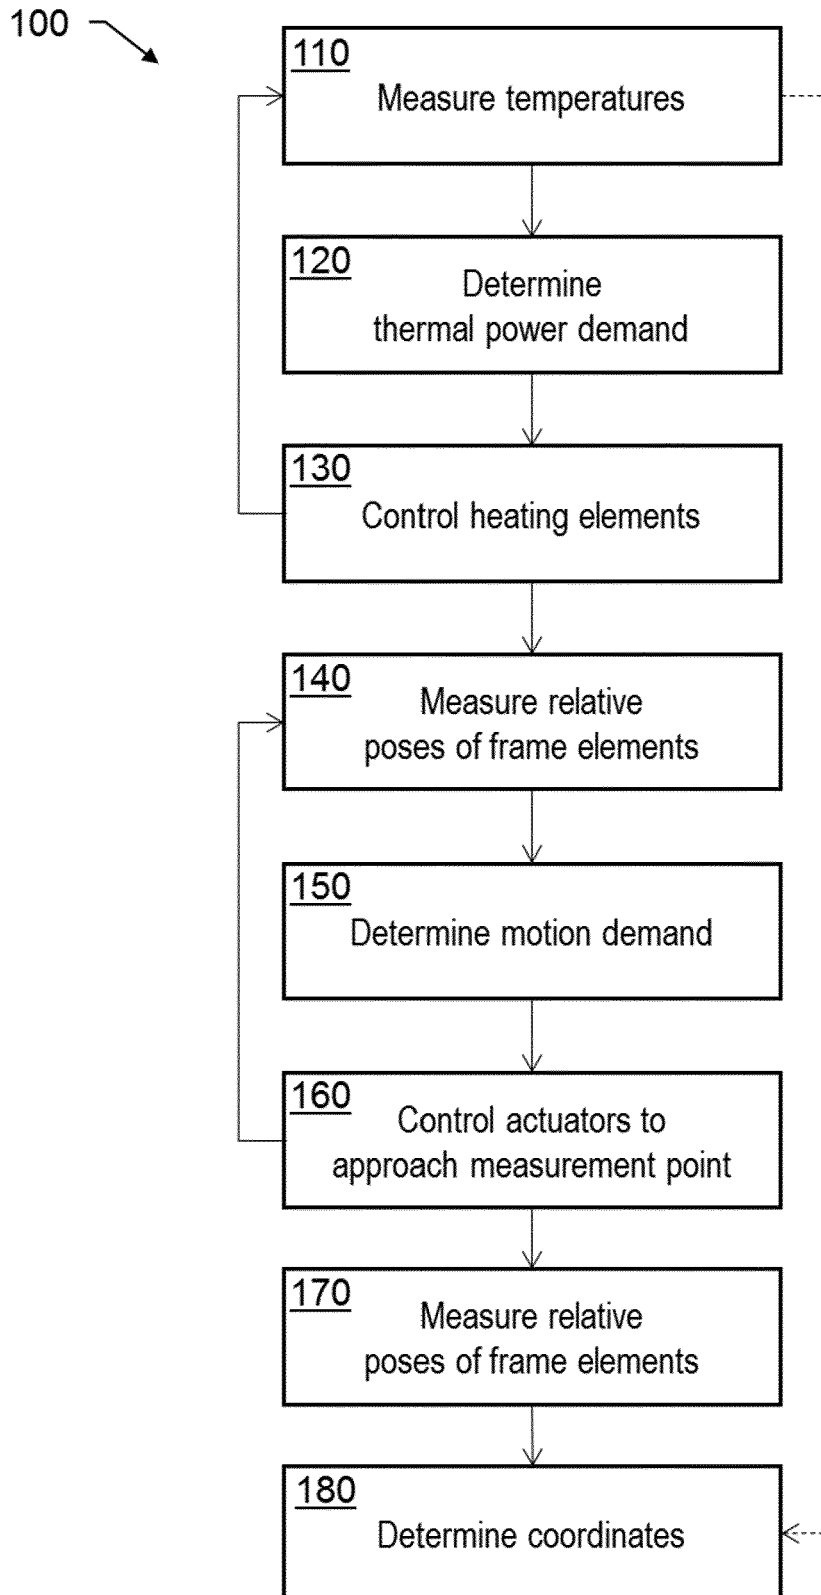 100
110
Measure temperatures
120
Determine
thermal power demand
130
Control heating elements
140
Measure relative
poses of frame elements
150
Determine motion demand
160
Control actuators to
approach measurement point
170
Measure relative
poses of frame elements
180
Determine coordinates